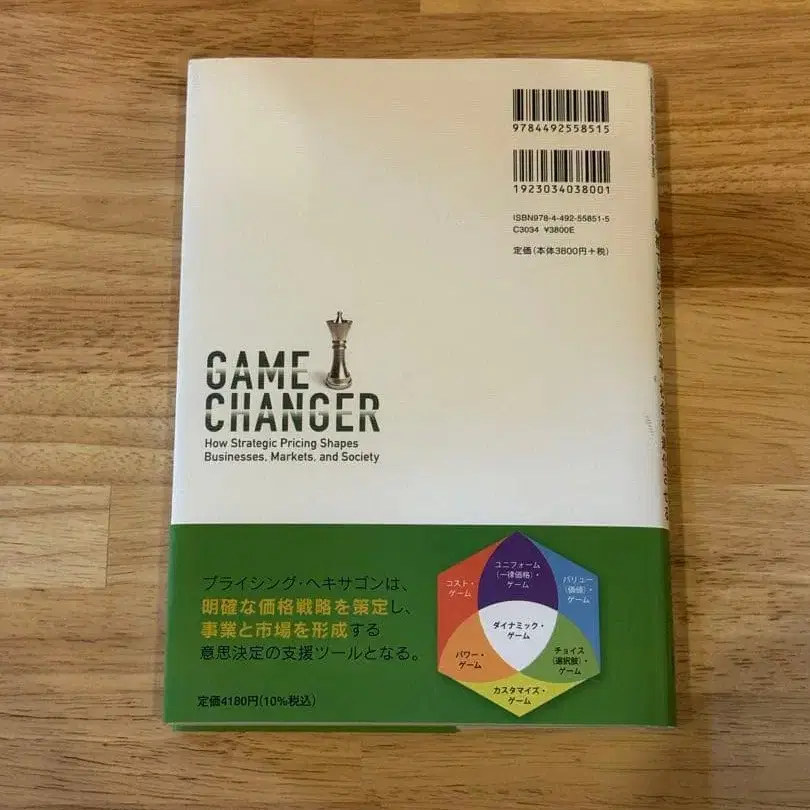 9784492558515
1923034038001
ISBN978-4-492-55851-5
C3034 ¥3800E
定価(本体3800円+税)
GAME
CHANGER
How Strategic Pricing Shapes
Businesses, Markets, and Society
プライシング・ヘキサゴンは、
明確な価格戦略を策定し、
事業と市場を形成する
意思決定の支援ツールとなる。
定価4180円(10%税込)
ユニフォーム
(一律価格)・
ゲーム
コスト・
ゲーム
バリュー
(価値)・
ゲーム
ダイナミック・
ゲーム
パワー・
ゲーム
チョイス
(選択肢)・
ゲーム
カスタマイズ・
ゲーム